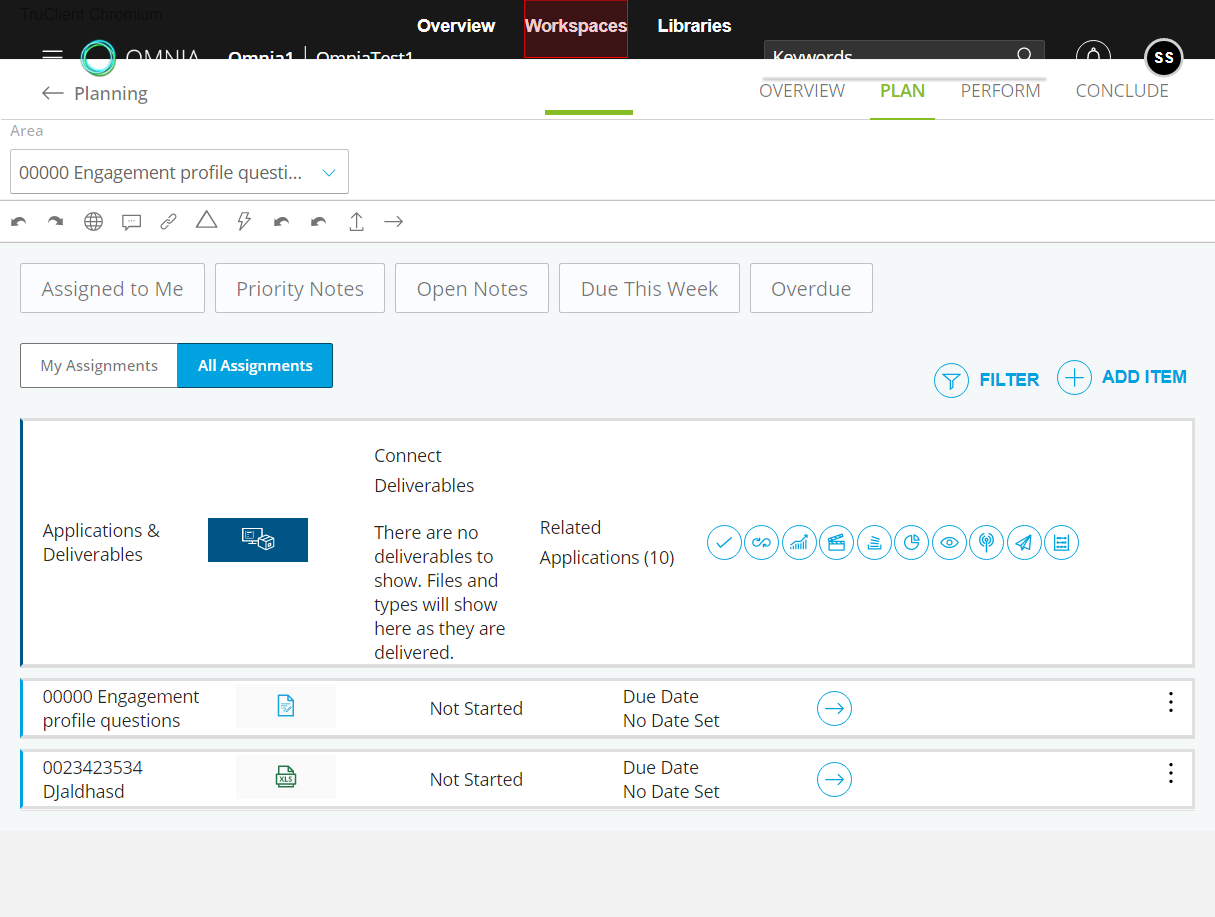 TruClient Chromium
Overview Workspaces Libraries
OMNIA Omnia1 OmniaTest1 Keywords SS
Planning OVERVIEW PLAN PERFORM CONCLUDE
Area
00000 Engagement profile questi...
Assigned to Me Priority Notes Open Notes Due This Week Overdue
My Assignments All Assignments
FILTER ADD ITEM
Applications &
Deliverables
Connect
Deliverables
There are no
deliverables to
show. Files and
types will show
here as they are
delivered.
Related
Applications (10)
00000 Engagement
profile questions
Not Started
Due Date
No Date Set
0023423534
DJaldhasd
XLS
Not Started
Due Date
No Date Set